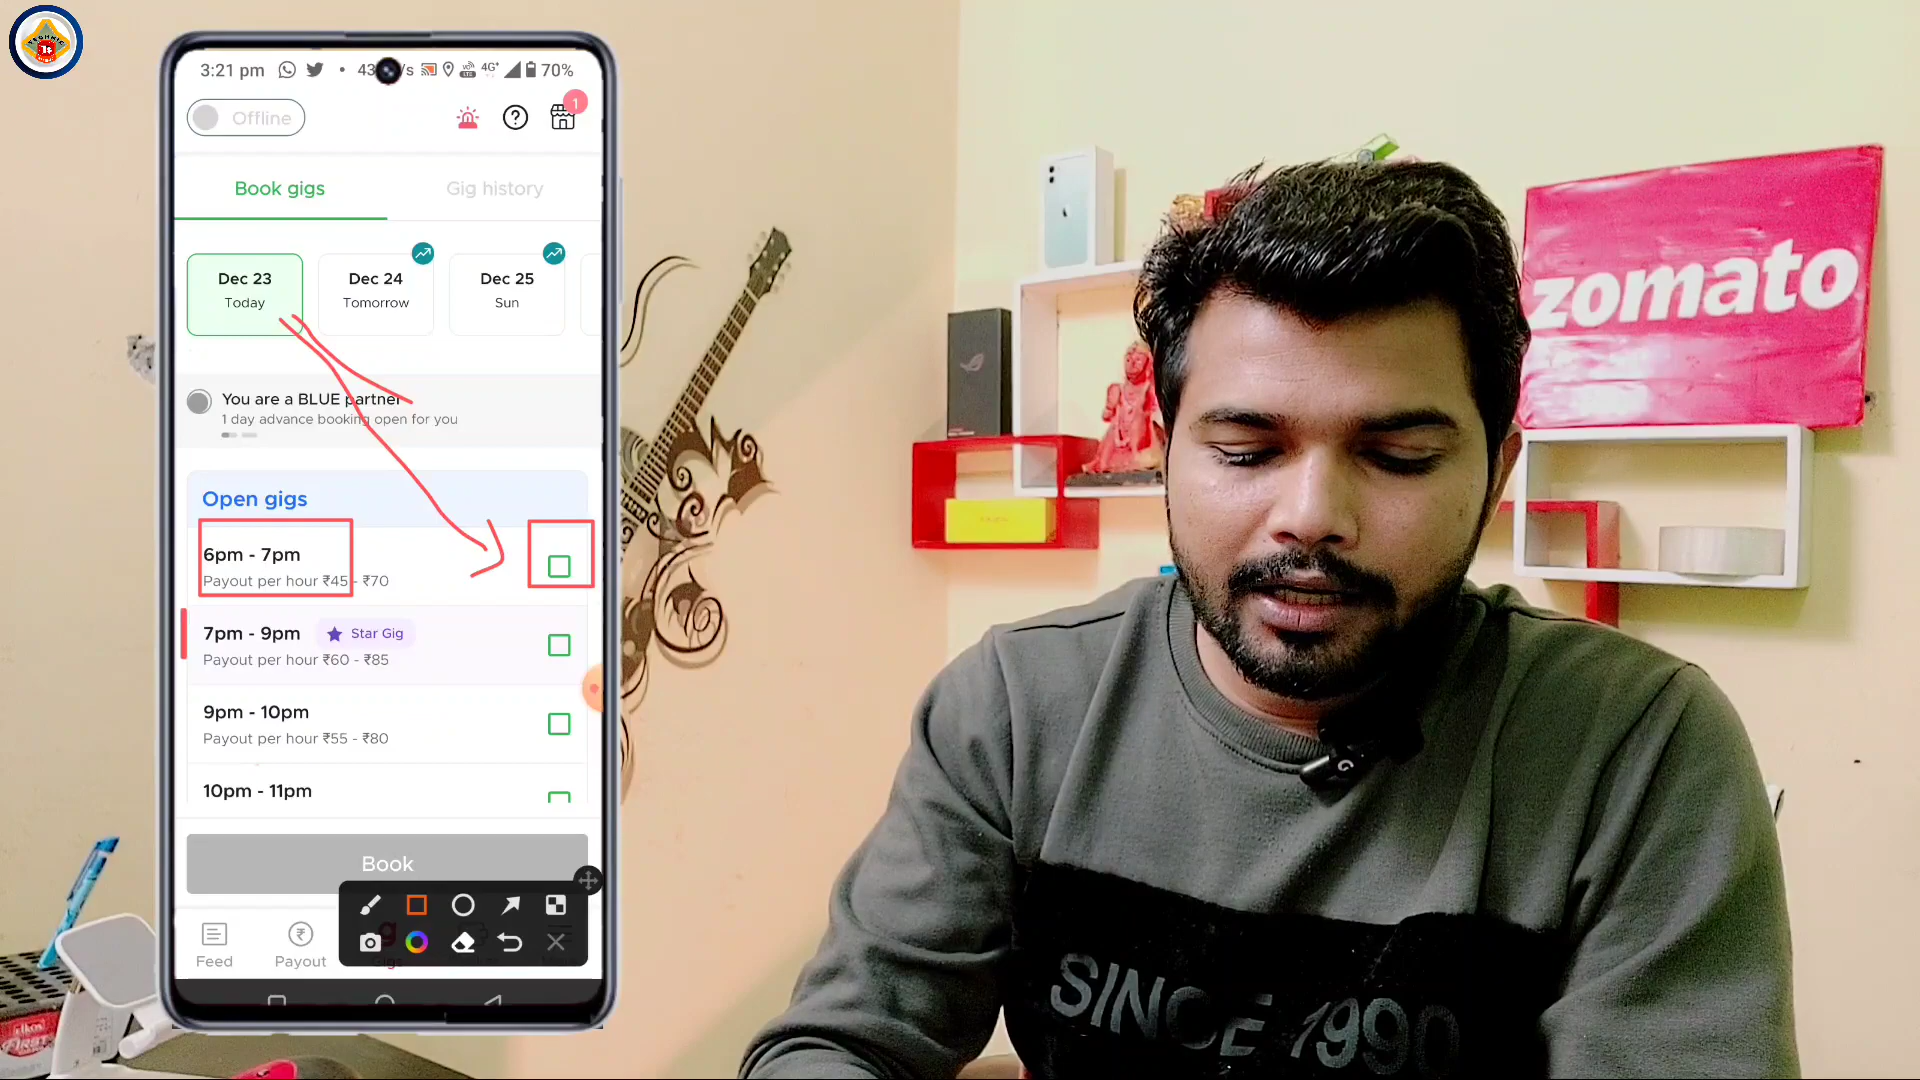 3:21 pm
4G+
70%
Offline
1
Book gigs
Gig history
Dec 23
Today
Dec 24
Tomorrow
Dec 25
Sun
You are a BLUE partner
1 day advance booking open for you
Open gigs
6pm - 7pm
Payout per hour ₹45 - ₹70
7pm - 9pm
Star Gig
Payout per hour ₹60 - ₹85
9pm - 10pm
Payout per hour ₹55 - ₹80
10pm - 11pm
Book
Feed
Payout
zomato
SINCE 1990